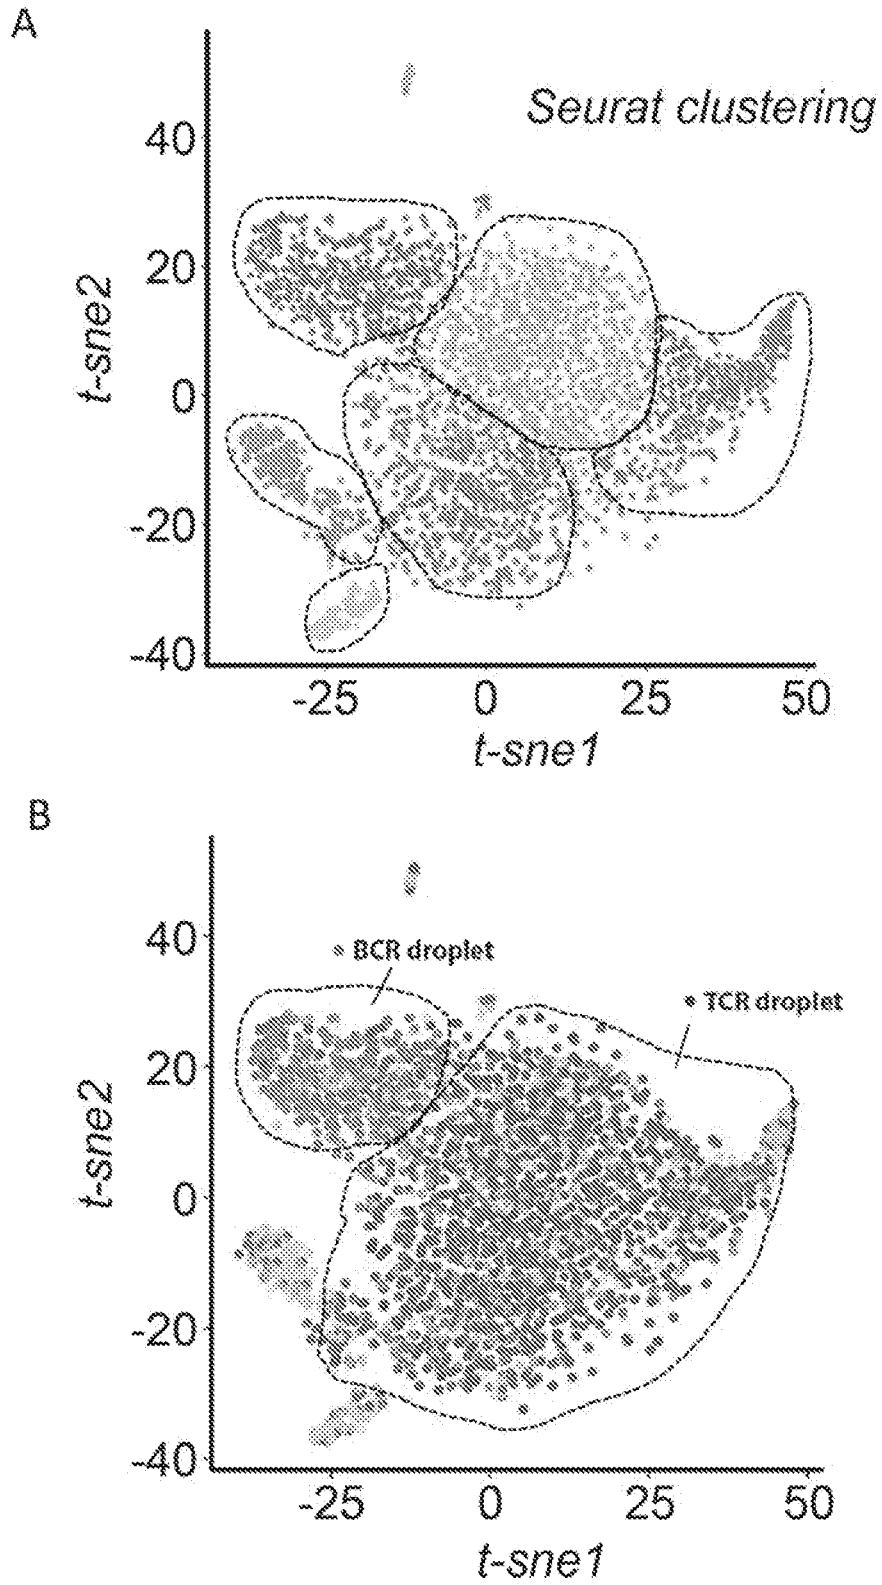 A
Seurat clustering
40
20
0
-20
-40
t-sne2
-25 0 25 50
t-sne1
B
40
20
0
-20
-40
t-sne2
BCR droplet
TCR droplet
-25 0 25 50
t-sne1